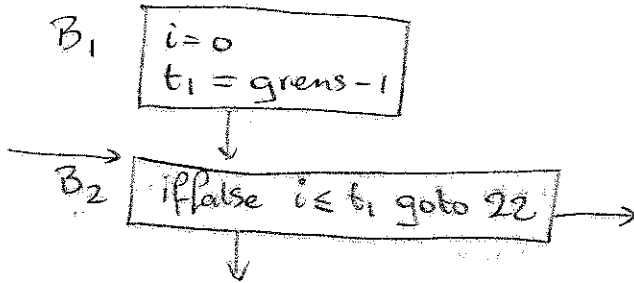 B₁
i=0
t₁ = grens-1
B₂
iffalse i ≤ t₁ goto 22